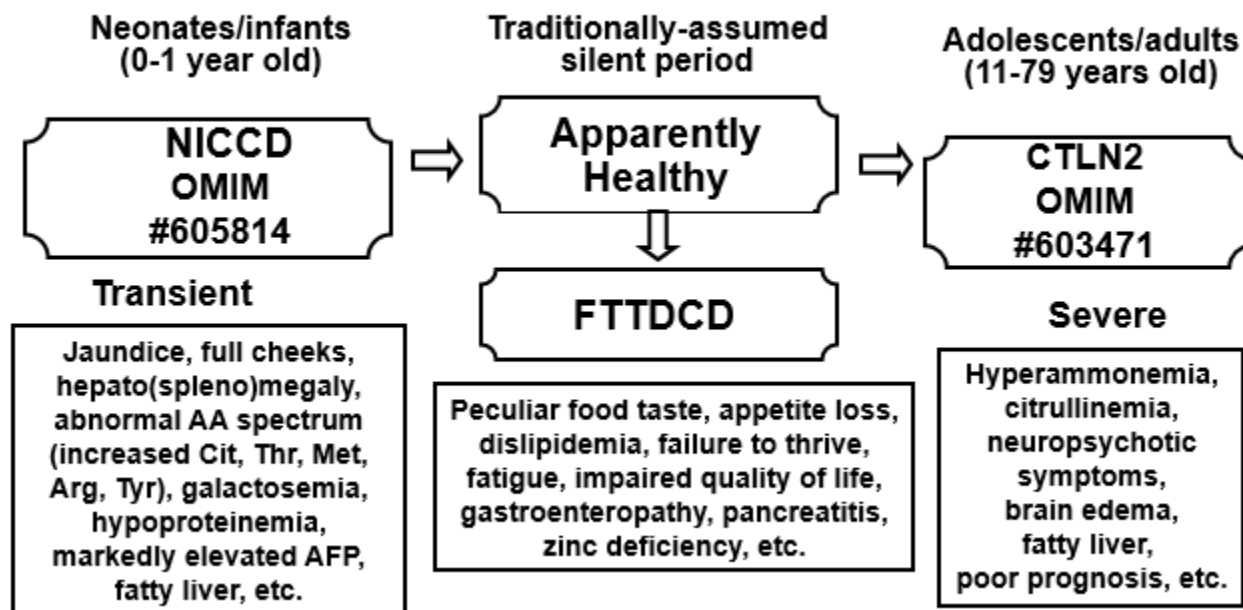 Neonates/infants
(0-1 year old)
NICCD
OMIM
#605814
Transient
Jaundice, full cheeks,
hepato(spleno)megaly,
abnormal AA spectrum
(increased Cit, Thr, Met,
Arg, Tyr), galactosemia,
hypoproteinemia,
markedly elevated AFP,
fatty liver, etc.
Traditionally-assumed
silent period
Apparently
Healthy
FTTDCD
Peculiar food taste, appetite loss,
dislipidemia, failure to thrive,
fatigue, impaired quality of life,
gastroenteropathy, pancreatitis,
zinc deficiency, etc.
Adolescents/adults
(11-79 years old)
CTLN2
OMIM
#603471
Severe
Hyperammonemia,
citrullinemia,
neuropsychotic
symptoms,
brain edema,
fatty liver,
poor prognosis, etc.